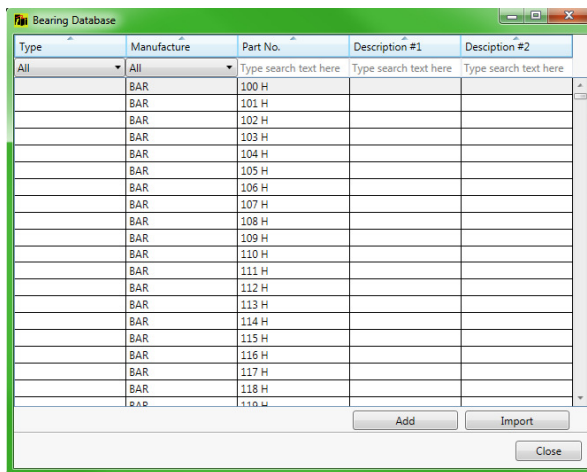 Bearing Database
Type Manufacture Part No. Description #1 Desciption #2
All All Type search text here Type search text here Type search text here
BAR 100 H
BAR 101 H
BAR 102 H
BAR 103 H
BAR 104 H
BAR 105 H
BAR 106 H
BAR 107 H
BAR 108 H
BAR 109 H
BAR 110 H
BAR 111 H
BAR 112 H
BAR 113 H
BAR 114 H
BAR 115 H
BAR 116 H
BAR 117 H
BAR 118 H
BAR 119 H
Add Import
Close